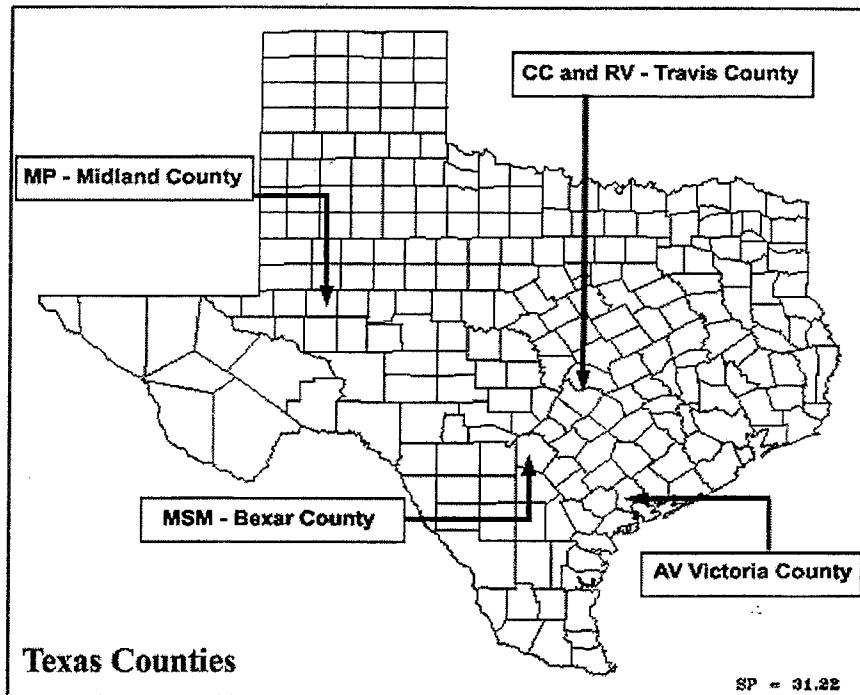 CC and RV - Travis County
MP - Midland County
MSM - Bexar County
AV Victoria County
Texas Counties
SP = 31.22